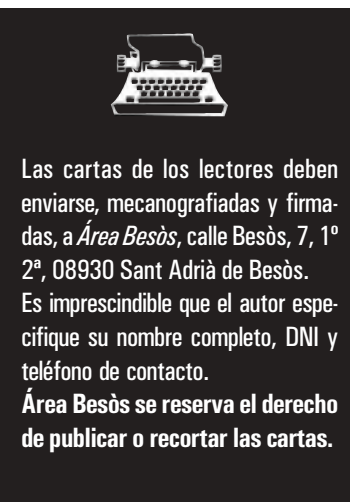 Las cartas de los lectores deben
enviarse, mecanografiadas y firma-
das, a Área Besòs, calle Besòs, 7, 1º
2ª, 08930 Sant Adrià de Besòs.
Es imprescindible que el autor espe-
cifique su nombre completo, DNI y
teléfono de contacto.
Área Besòs se reserva el derecho
de publicar o recortar las cartas.